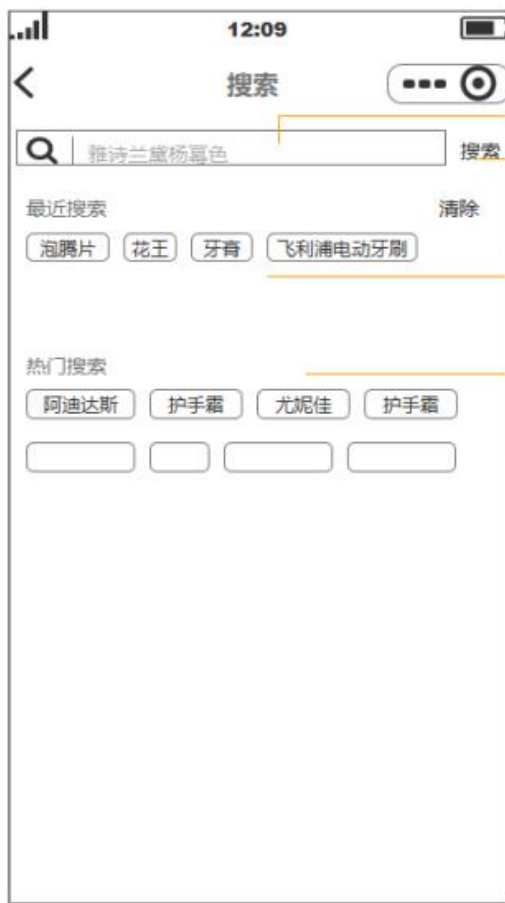 12:09
搜索
雅诗兰黛杨幂色 搜索
最近搜索 清除
泡腾片 花王 牙膏 飞利浦电动牙刷
热门搜索
阿迪达斯 护手霜 尤妮佳 护手霜